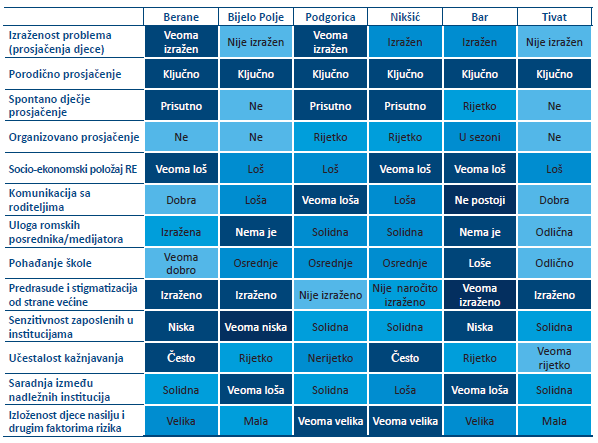 Berane Bijelo Polje Podgorica Nikšić Bar Tivat
Izraženost problema (prosjačenja djece) Veoma izražen Nije izražen Veoma izražen Izražen Izražen Nije izražen
Porodično prosjačenje Ključno Ključno Ključno Ključno Ključno Ključno
Spontano dječje prosjačenje Prisutno Ne Prisutno Prisutno Rijetko Ne
Organizovano prosjačenje Ne Ne Rijetko Rijetko U sezoni Ne
Socio-ekonomski položaj RE Veoma loš Loš Loš Veoma loš Veoma loš Loš
Komunikacija sa roditeljima Dobra Loša Veoma loša Loša Ne postoji Dobra
Uloga romskih posrednika/medijatora Izražena Nema je Solidna Solidna Nema je Odlična
Pohađanje škole Veoma dobro Osrednje Osrednje Osrednje Loše Odlično
Predrasude i stigmatizacija od strane većine Izraženo Izraženo Nije izraženo Nije naročito izraženo Veoma izraženo Izraženo
Senzitivnost zaposlenih u institucijama Niska Veoma niska Solidna Solidna Niska Solidna
Učestalost kažnjavanja Često Rijetko Nerijetko Često Rijetko Veoma rijetko
Saradnja između nadležnih institucija Solidna Veoma loša Solidna Loša Veoma loša Solidna
Izloženost djece nasilju i drugim faktorima rizika Velika Mala Veoma velika Veoma velika Velika Mala